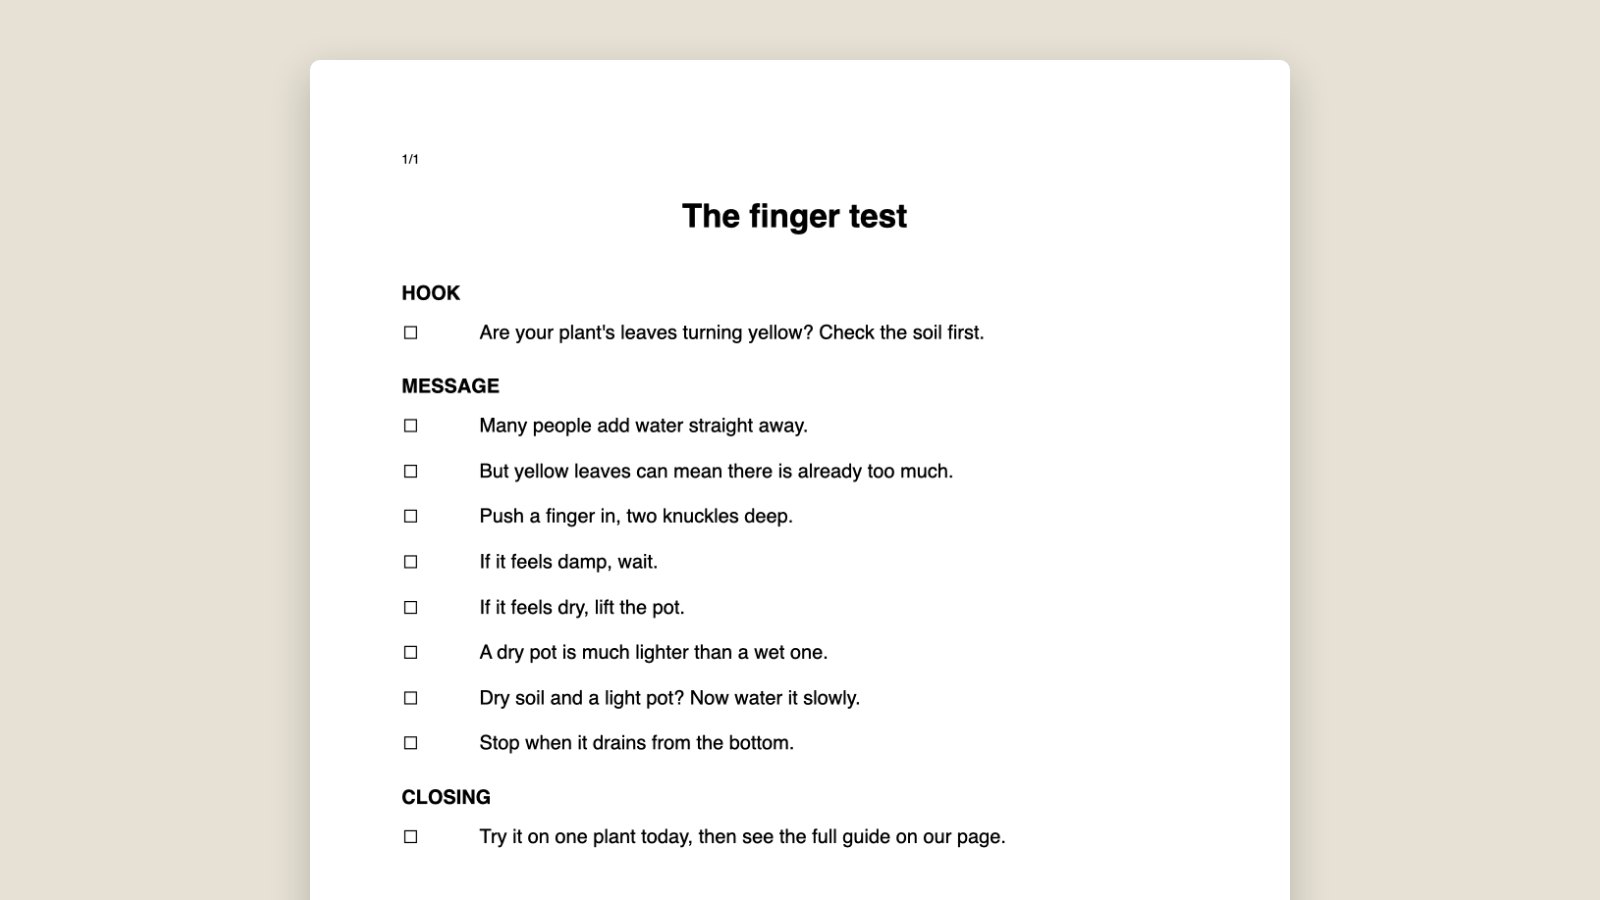 1/1
The finger test
HOOK
☐ Are your plant's leaves turning yellow? Check the soil first.
MESSAGE
☐ Many people add water straight away.
☐ But yellow leaves can mean there is already too much.
☐ Push a finger in, two knuckles deep.
☐ If it feels damp, wait.
☐ If it feels dry, lift the pot.
☐ A dry pot is much lighter than a wet one.
☐ Dry soil and a light pot? Now water it slowly.
☐ Stop when it drains from the bottom.
CLOSING
☐ Try it on one plant today, then see the full guide on our page.